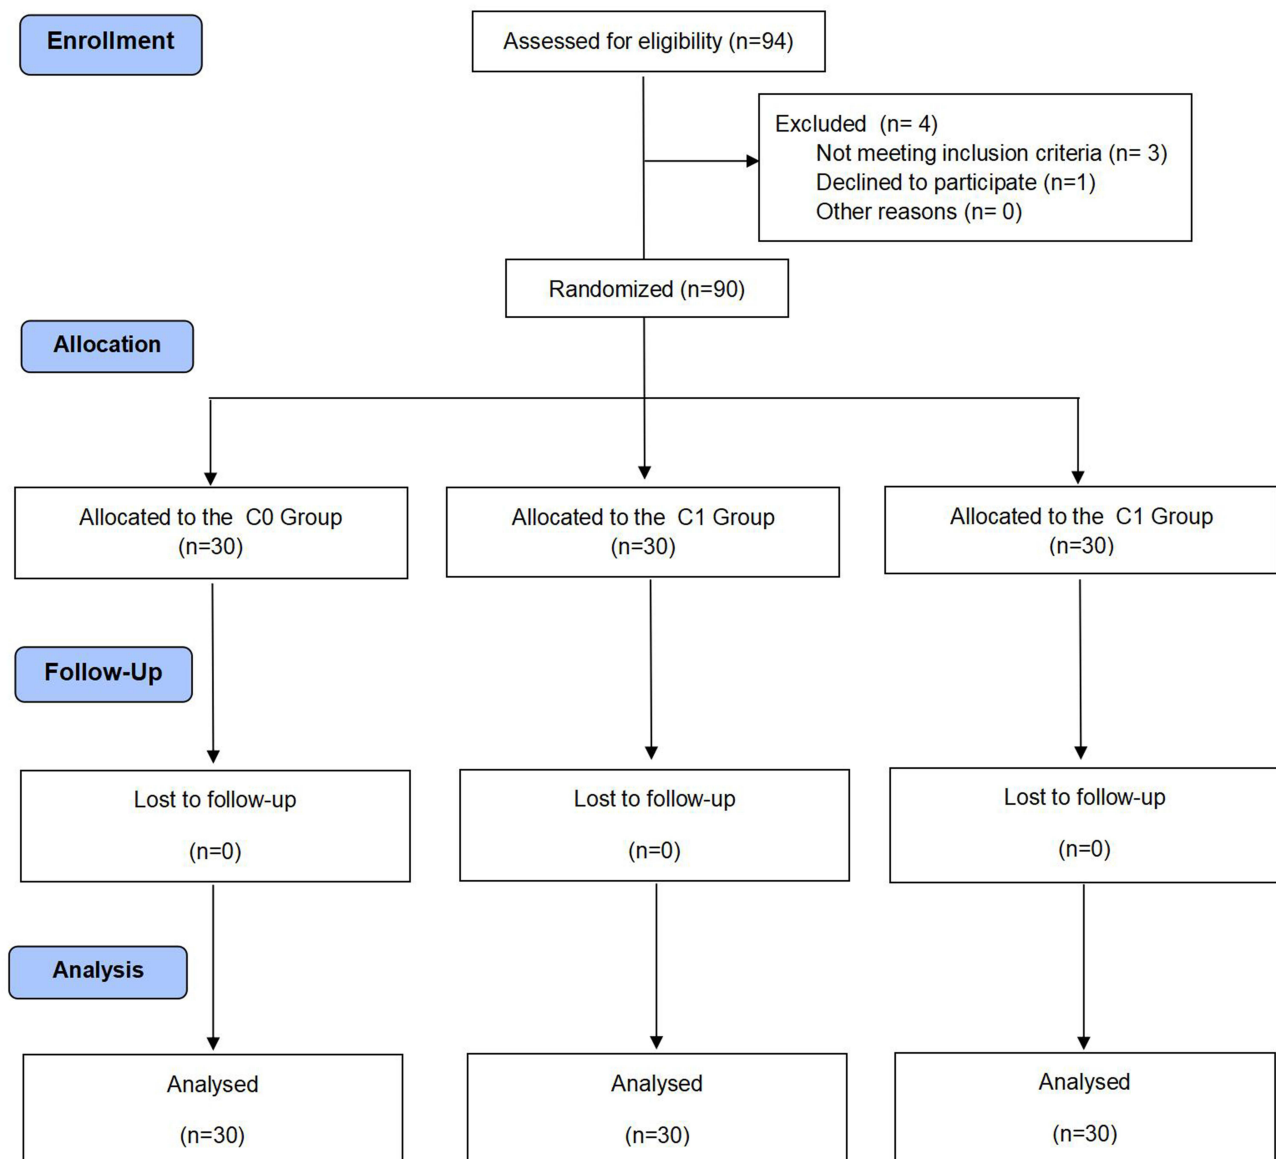 Enrollment
Assessed for eligibility (n=94)
Excluded  (n= 4)
Not meeting inclusion criteria (n= 3)
Declined to participate (n=1)
Other reasons (n= 0)
Randomized (n=90)
Allocation
Allocated to the  C0 Group
(n=30)
Allocated to the  C1 Group
(n=30)
Allocated to the  C1 Group
(n=30)
Follow-Up
Lost to follow-up
(n=0)
Lost to follow-up
(n=0)
Lost to follow-up
(n=0)
Analysis
Analysed
(n=30)
Analysed
(n=30)
Analysed
(n=30)